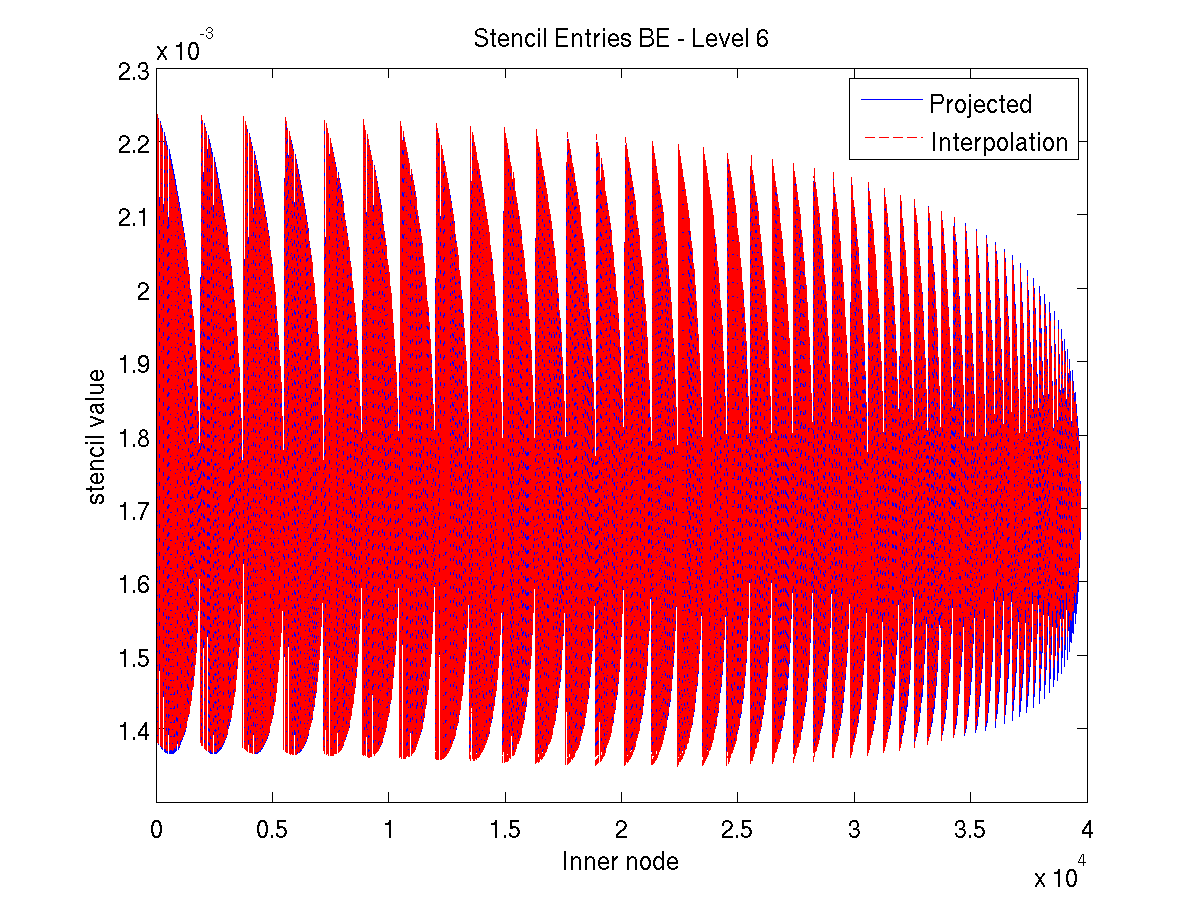 Stencil Entries BE - Level 6
x 10^-3
2.3
2.2
2.1
2
1.9
1.8
1.7
1.6
1.5
1.4
stencil value
Projected
Interpolation
0 0.5 1 1.5 2 2.5 3 3.5 4
Inner node
x 10^4